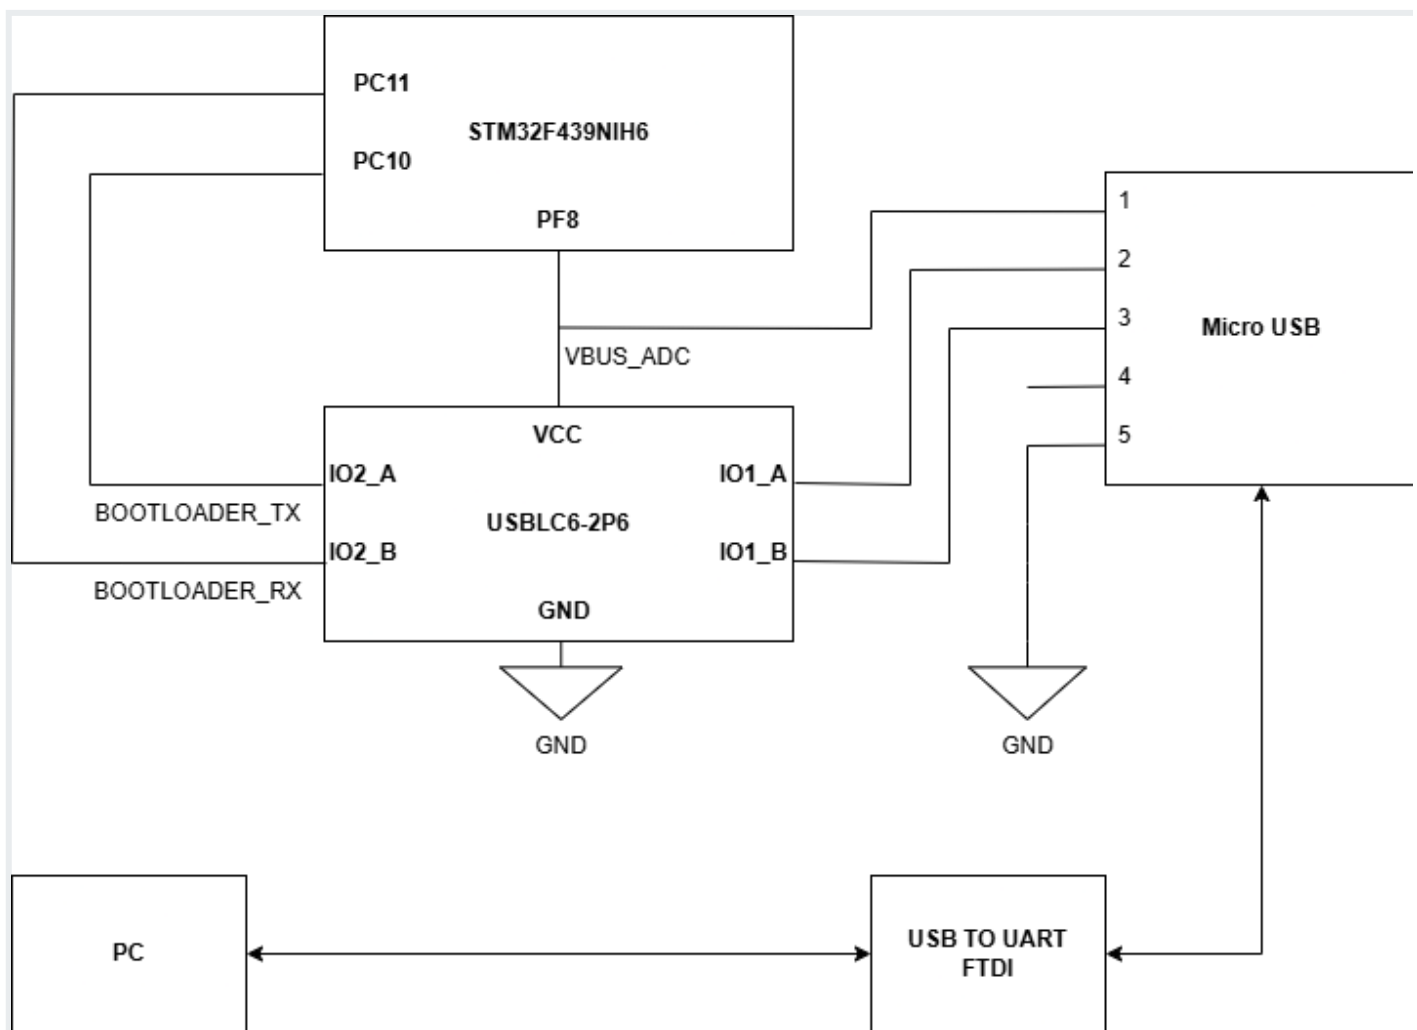 PC11
STM32F439NIH6
PC10
PF8
1
2
3
Micro USB
4
5
VBUS_ADC
VCC
IO2_A
IO1_A
BOOTLOADER_TX
USBLC6-2P6
IO2_B
IO1_B
BOOTLOADER_RX
GND
GND
GND
PC
USB TO UART
FTDI